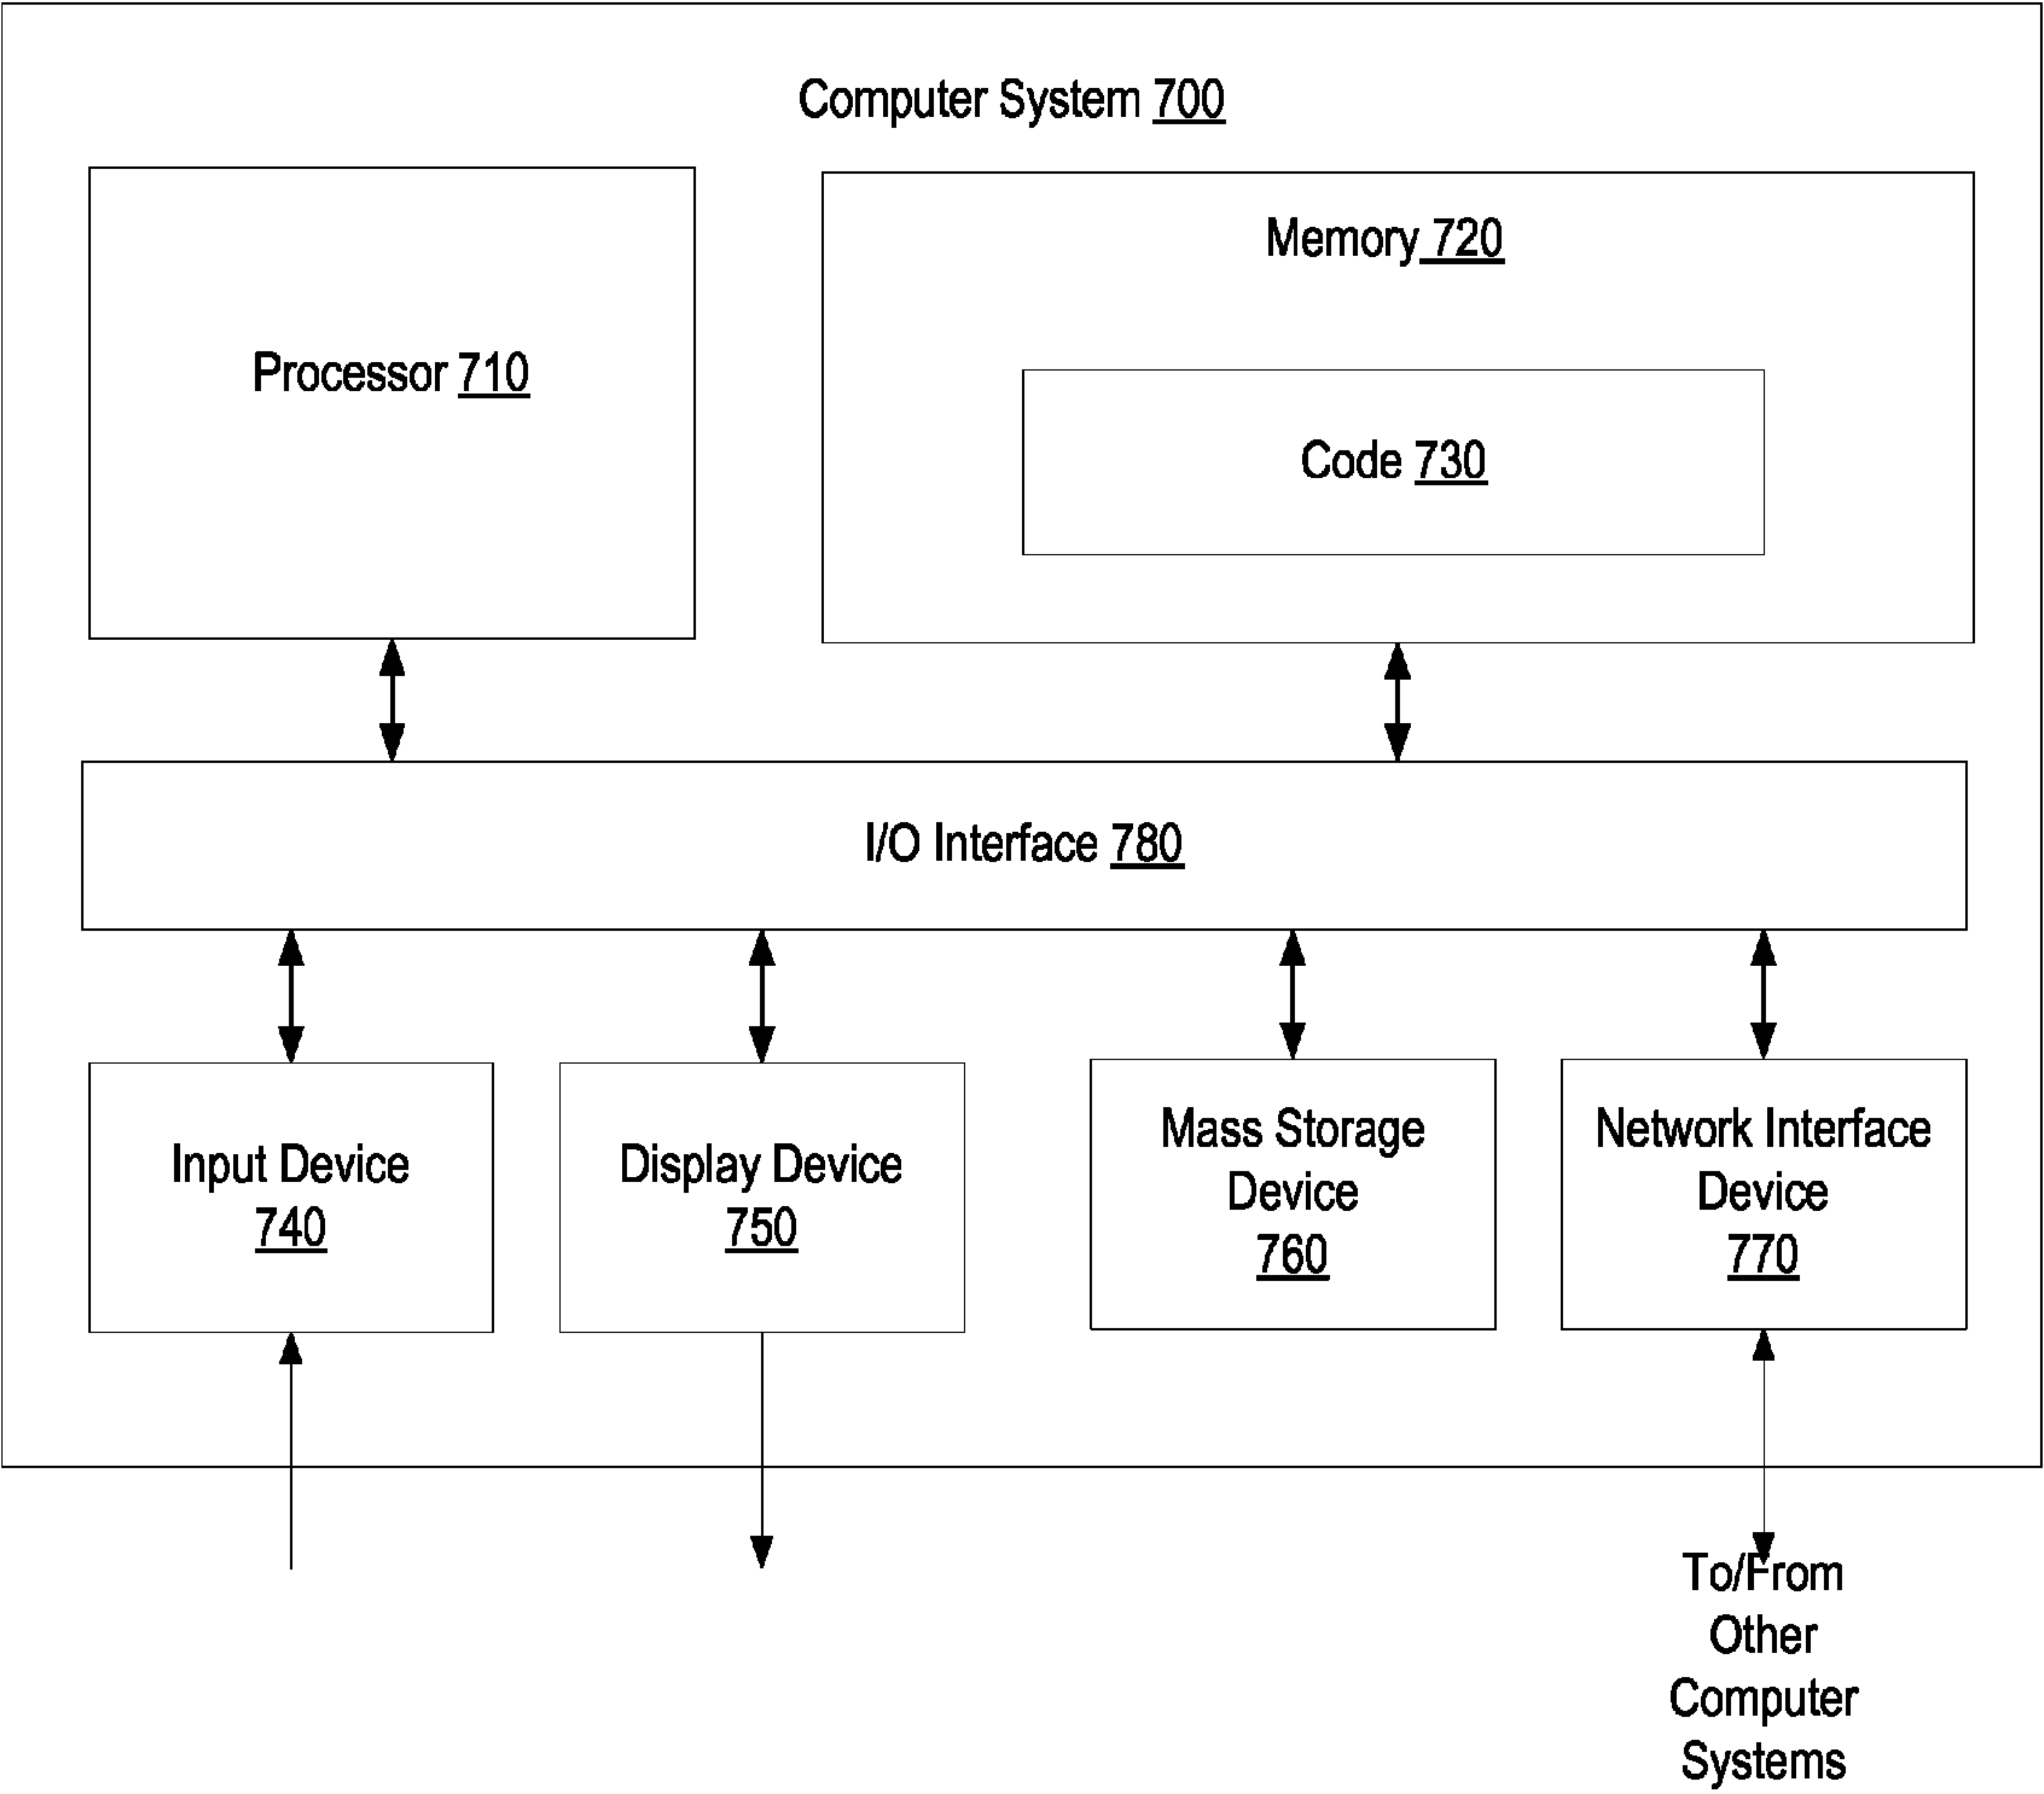 Computer System 700
Processor 710
Memory 720
Code 730
I/O Interface 780
Input Device
740
Display Device
750
Mass Storage
Device
760
Network Interface
Device
770
To/From
Other
Computer
Systems